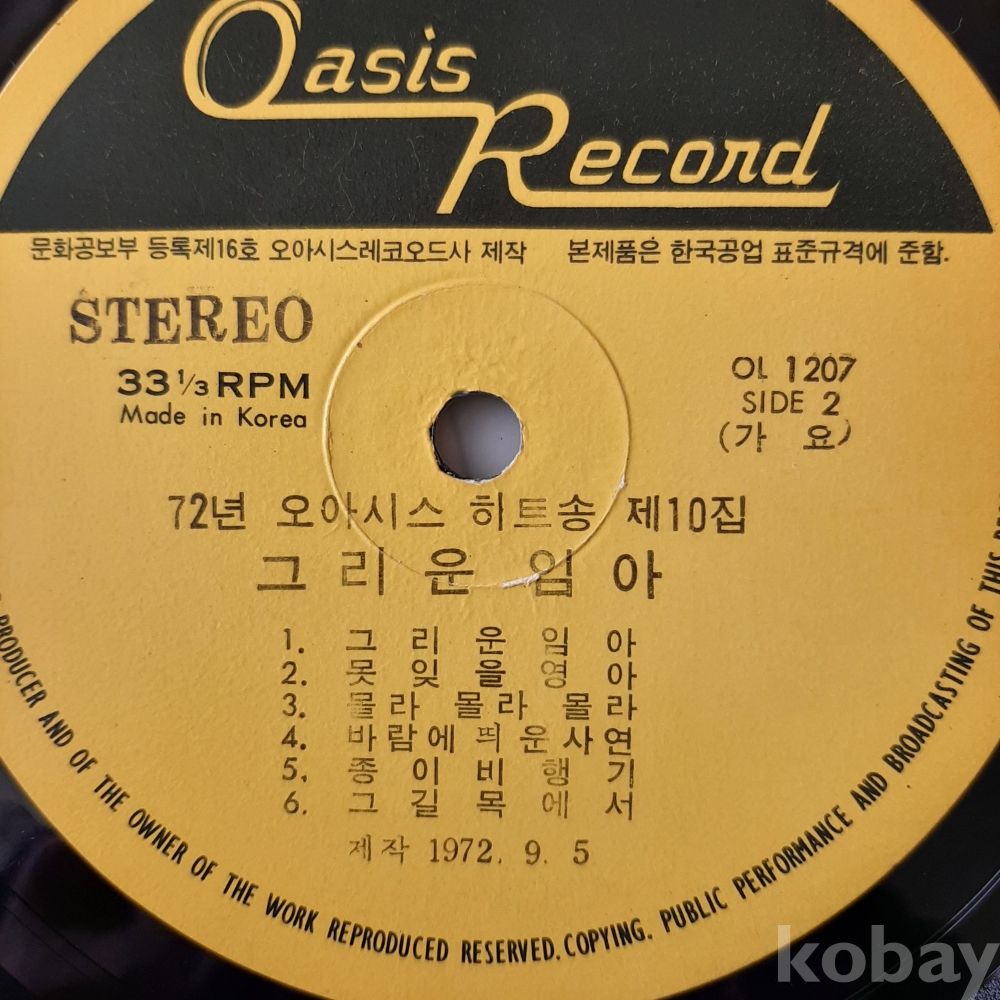 Oasis
Record
문화공보부 등록제16호 오아시스레코오드사 제작 본제품은 한국공업 표준규격에 준함.
STEREO
33 1/3 RPM
Made in Korea
OL 1207
SIDE 2
(가 요)
72년 오아시스 히트송 제10집
그리운 임아
1. 그리운임아
2. 못잊을영아
3. 몰라 몰라 몰라
4. 바람에띄운사연
5. 종이비행기
6. 그길목에서
제작 1972. 9. 5
PRODUCER AND OF THE OWNER OF THE WORK REPRODUCED RESERVED. COPYING. PUBLIC PERFORMANCE AND BROADCASTING OF THIS
kobay